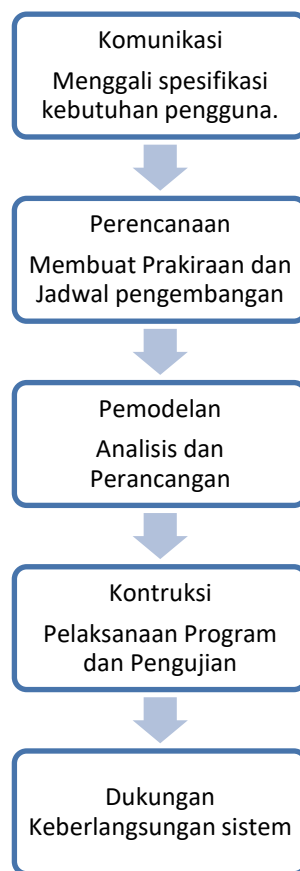 Komunikasi
Menggali spesifikasi
kebutuhan pengguna.
Perencanaan
Membuat Prakiraan dan
Jadwal pengembangan
Pemodelan
Analisis dan
Perancangan
Kontruksi
Pelaksanaan Program
dan Pengujian
Dukungan
Keberlangsungan sistem